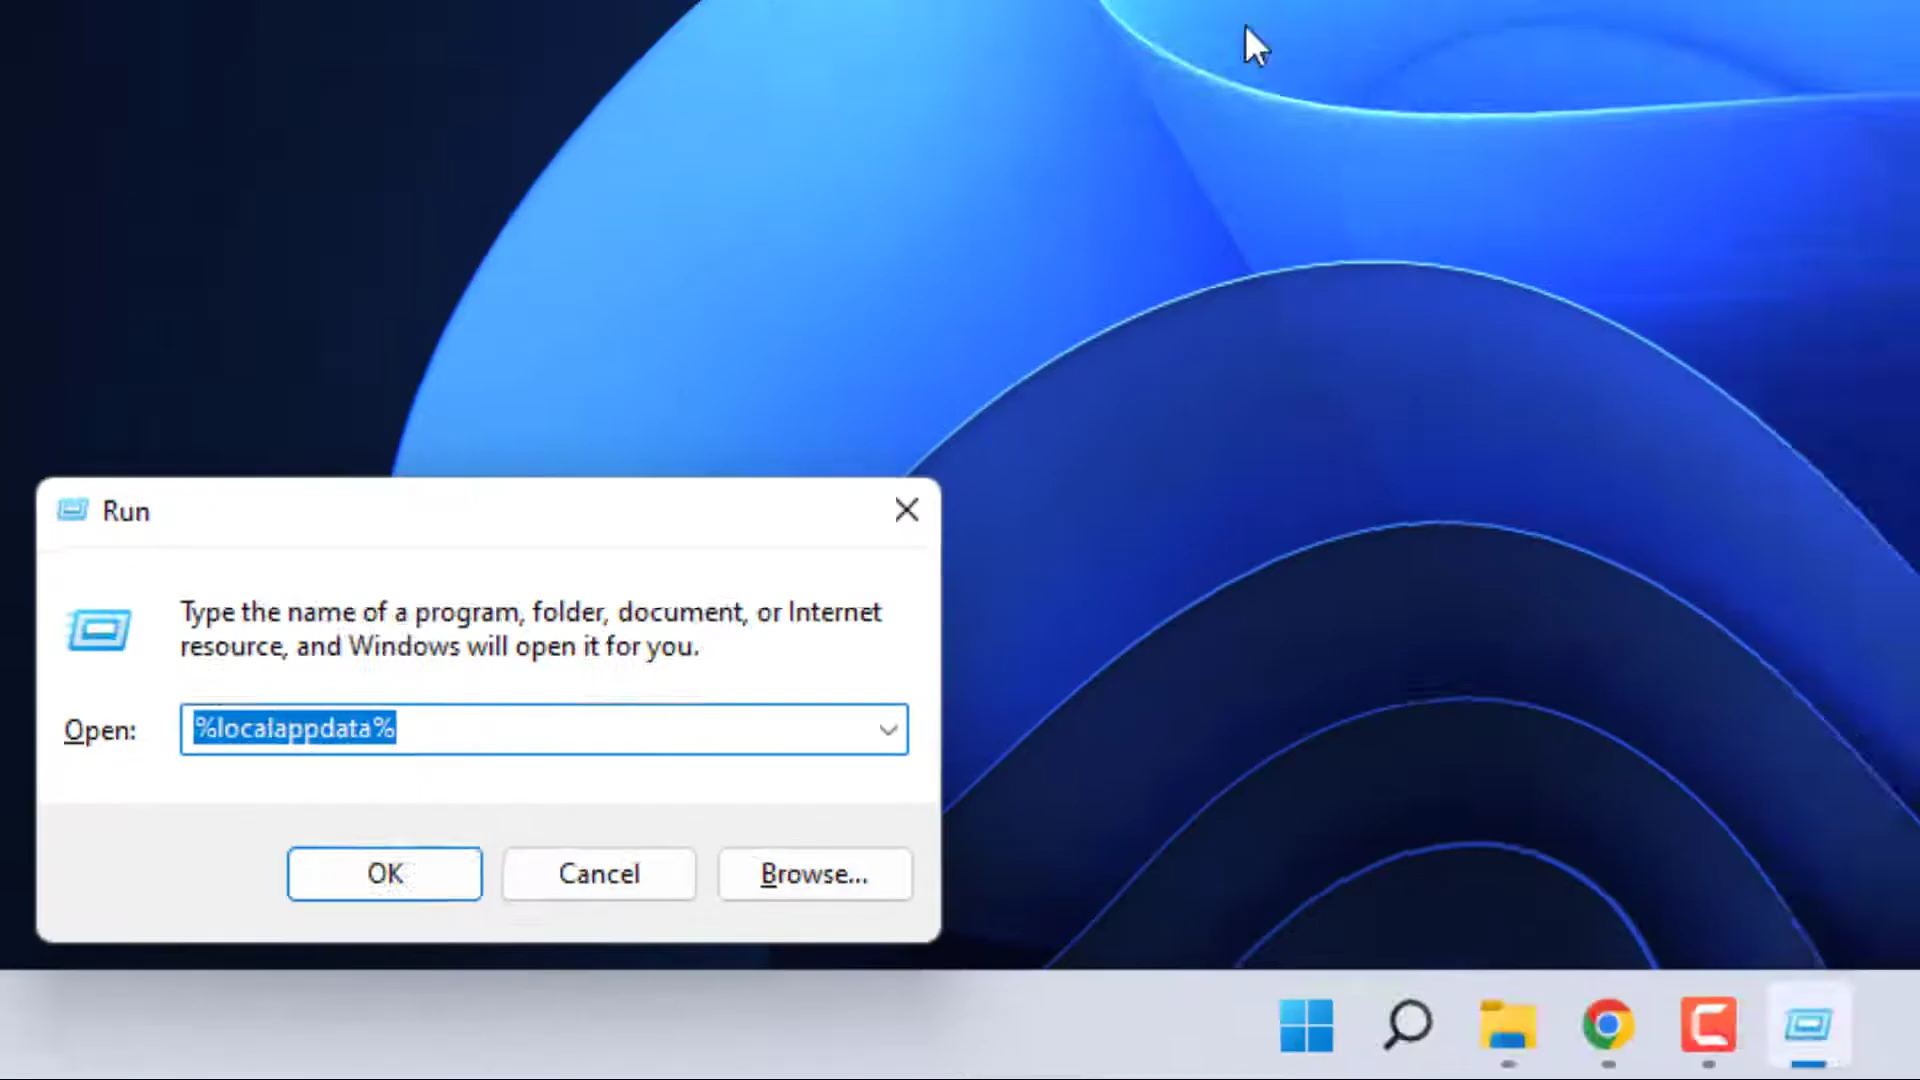 Run
Type the name of a program, folder, document, or Internet
resource, and Windows will open it for you.
Open: %localappdata%
OK Cancel Browse...